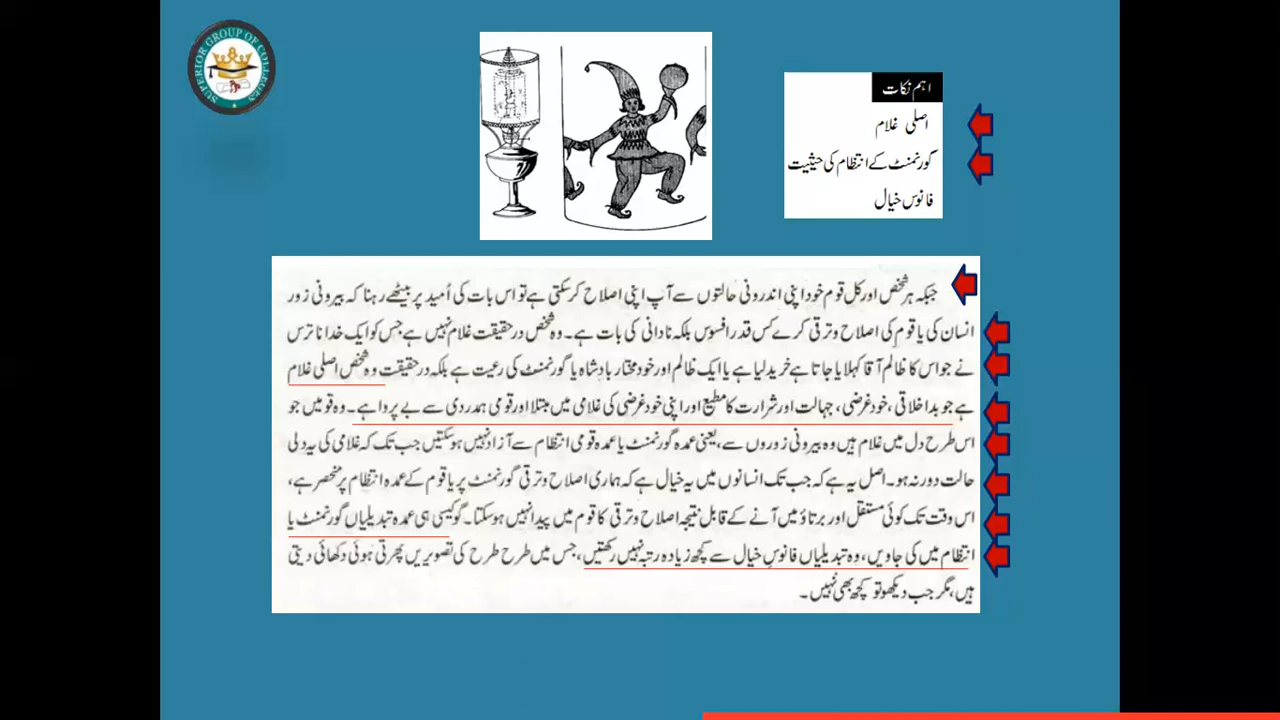 SUPERIOR GROUP OF COLLEGES
اہم نکات
اصلی غلام
گورنمنٹ کے انتظام کی حیثیت
فانوس خیال
جبکہ ہر شخص اور کل قوم خود اپنی اندرونی حالتوں سے آپ اپنی اصلاح کر سکتی ہے تو اس بات کی اُمید پر بیٹھے رہنا کہ بیرونی زور
انسان کی یا قوم کی اصلاح و ترقی کرے کس قدر افسوس بلکہ نادانی کی بات ہے۔ وہ شخص درحقیقت غلام نہیں ہے جس کو ایک خدا نا ترس
نے جو اس کا ظالم آقا کہلایا جاتا ہے خرید لیا ہے یا ایک ظالم اور خود مختار بادشاہ یا گورنمنٹ کی رعیت ہے بلکہ درحقیقت وہ شخص اصلی غلام
ہے جو بد اخلاقی، خود غرضی، جہالت اور شرارت کا مطیع اور اپنی خود غرضی کی غلامی میں مبتلا اور قومی ہمدردی سے بے پروا ہے۔ وہ قومیں جو
اس طرح دل میں غلام ہیں وہ بیرونی زوروں سے، یعنی عمدہ گورنمنٹ یا عمدہ قومی انتظام سے آزاد نہیں ہو سکتیں جب تک کہ غلامی کی یہ دلی
حالت دور نہ ہو۔ اصل یہ ہے کہ جب تک انسانوں میں یہ خیال ہے کہ ہماری اصلاح و ترقی گورنمنٹ پر یا قوم کے عمدہ انتظام پر منحصر ہے،
اس وقت تک کوئی مستقل اور برتاؤ میں آنے کے قابل نتیجہ اصلاح و ترقی کا قوم میں پیدا نہیں ہو سکتا۔ گو کیسی ہی عمدہ تبدیلیاں گورنمنٹ یا
انتظام میں کی جاویں، وہ تبدیلیاں فانوسِ خیال سے کچھ زیادہ رتبہ نہیں رکھتیں، جس میں طرح طرح کی تصویریں پھرتی ہوئی دکھائی دیتی
ہیں، مگر جب دیکھو تو کچھ بھی نہیں۔